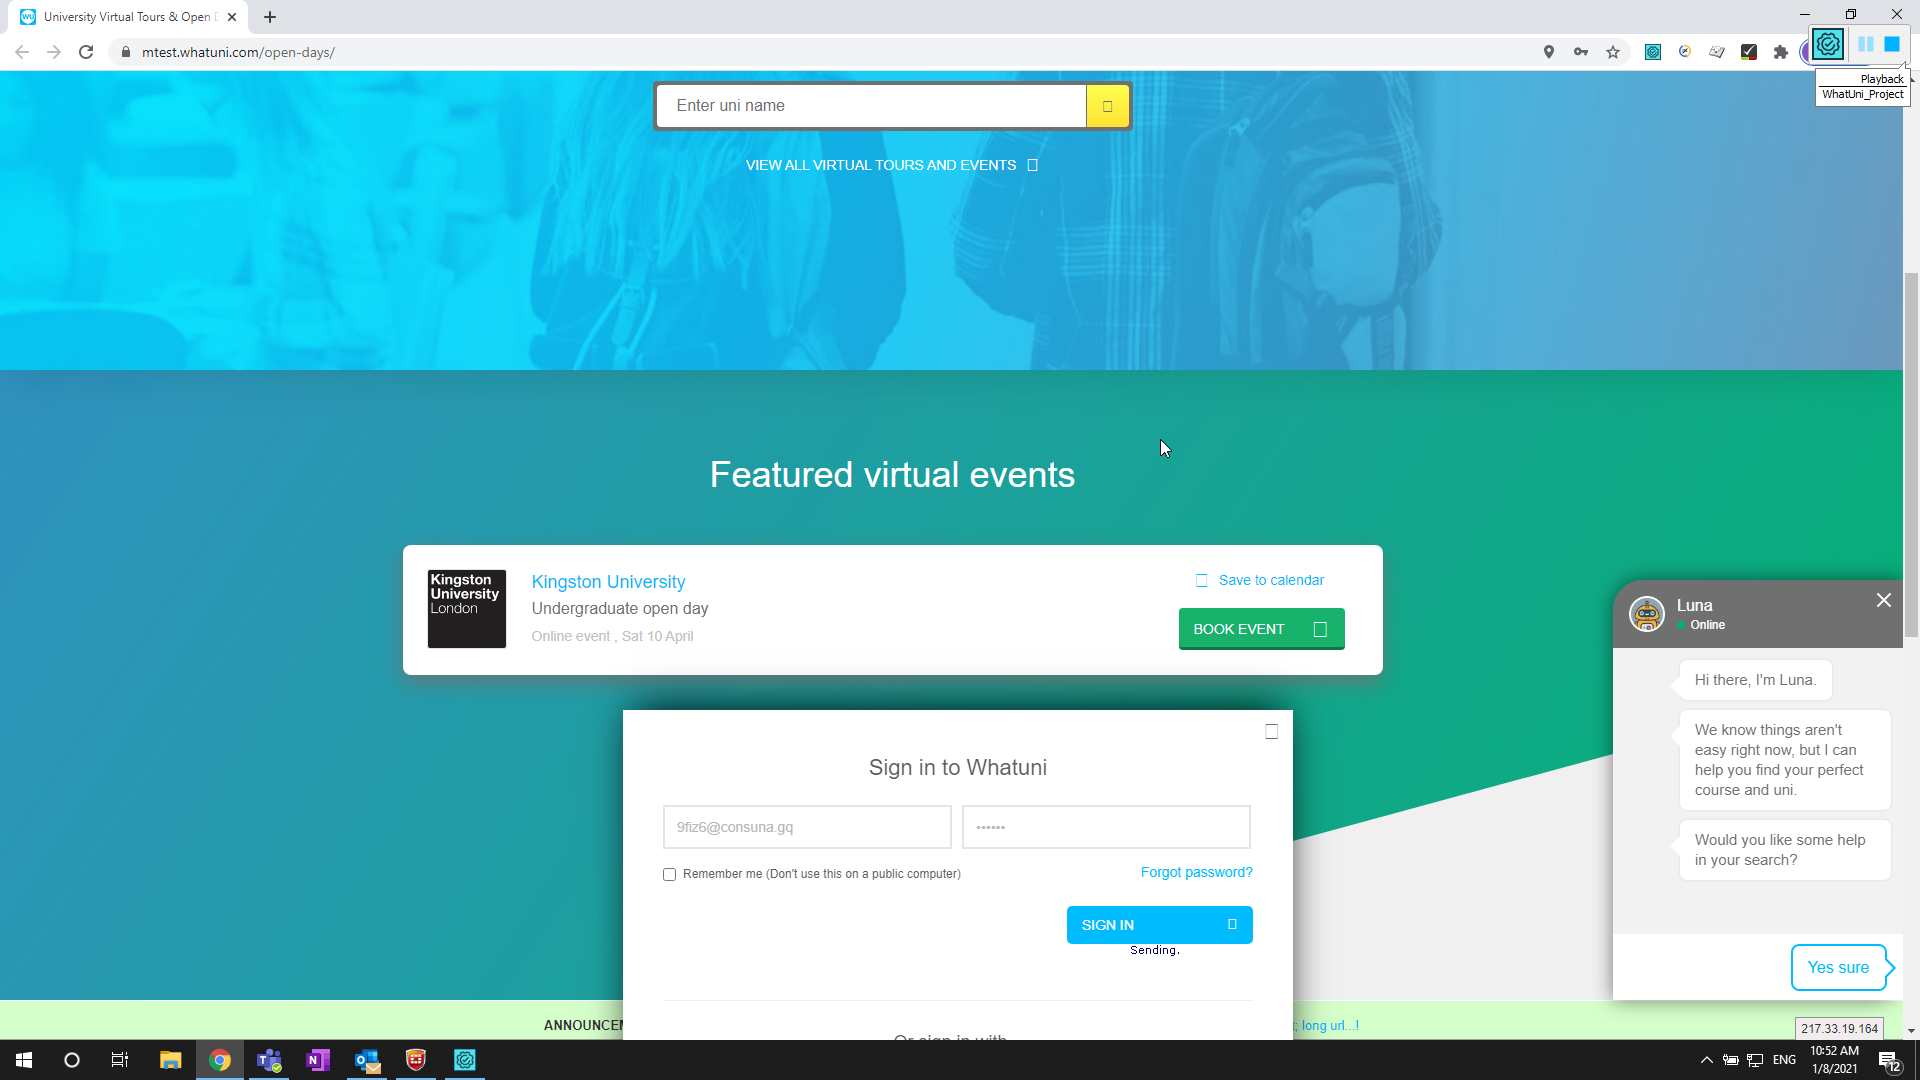 University Virtual Tours & Open
mtest.whatuni.com/open-days/
Playback
WhatUni_Project
Enter uni name
VIEW ALL VIRTUAL TOURS AND EVENTS
Featured virtual events
Kingston
University
London
Kingston University
Undergraduate open day
Online event , Sat 10 April
Save to calendar
BOOK EVENT
Luna
Online
Hi there, I'm Luna.
We know things aren't
easy right now, but I can
help you find your perfect
course and uni.
Would you like some help
in your search?
Yes sure
Sign in to Whatuni
9fiz6@consuna.gq
••••••
Remember me (Don't use this on a public computer)
Forgot password?
SIGN IN
Sending.
Or sign in with
ANNOUNCEM
t; long url...!
217.33.19.164
ENG
10:52 AM
1/8/2021
12